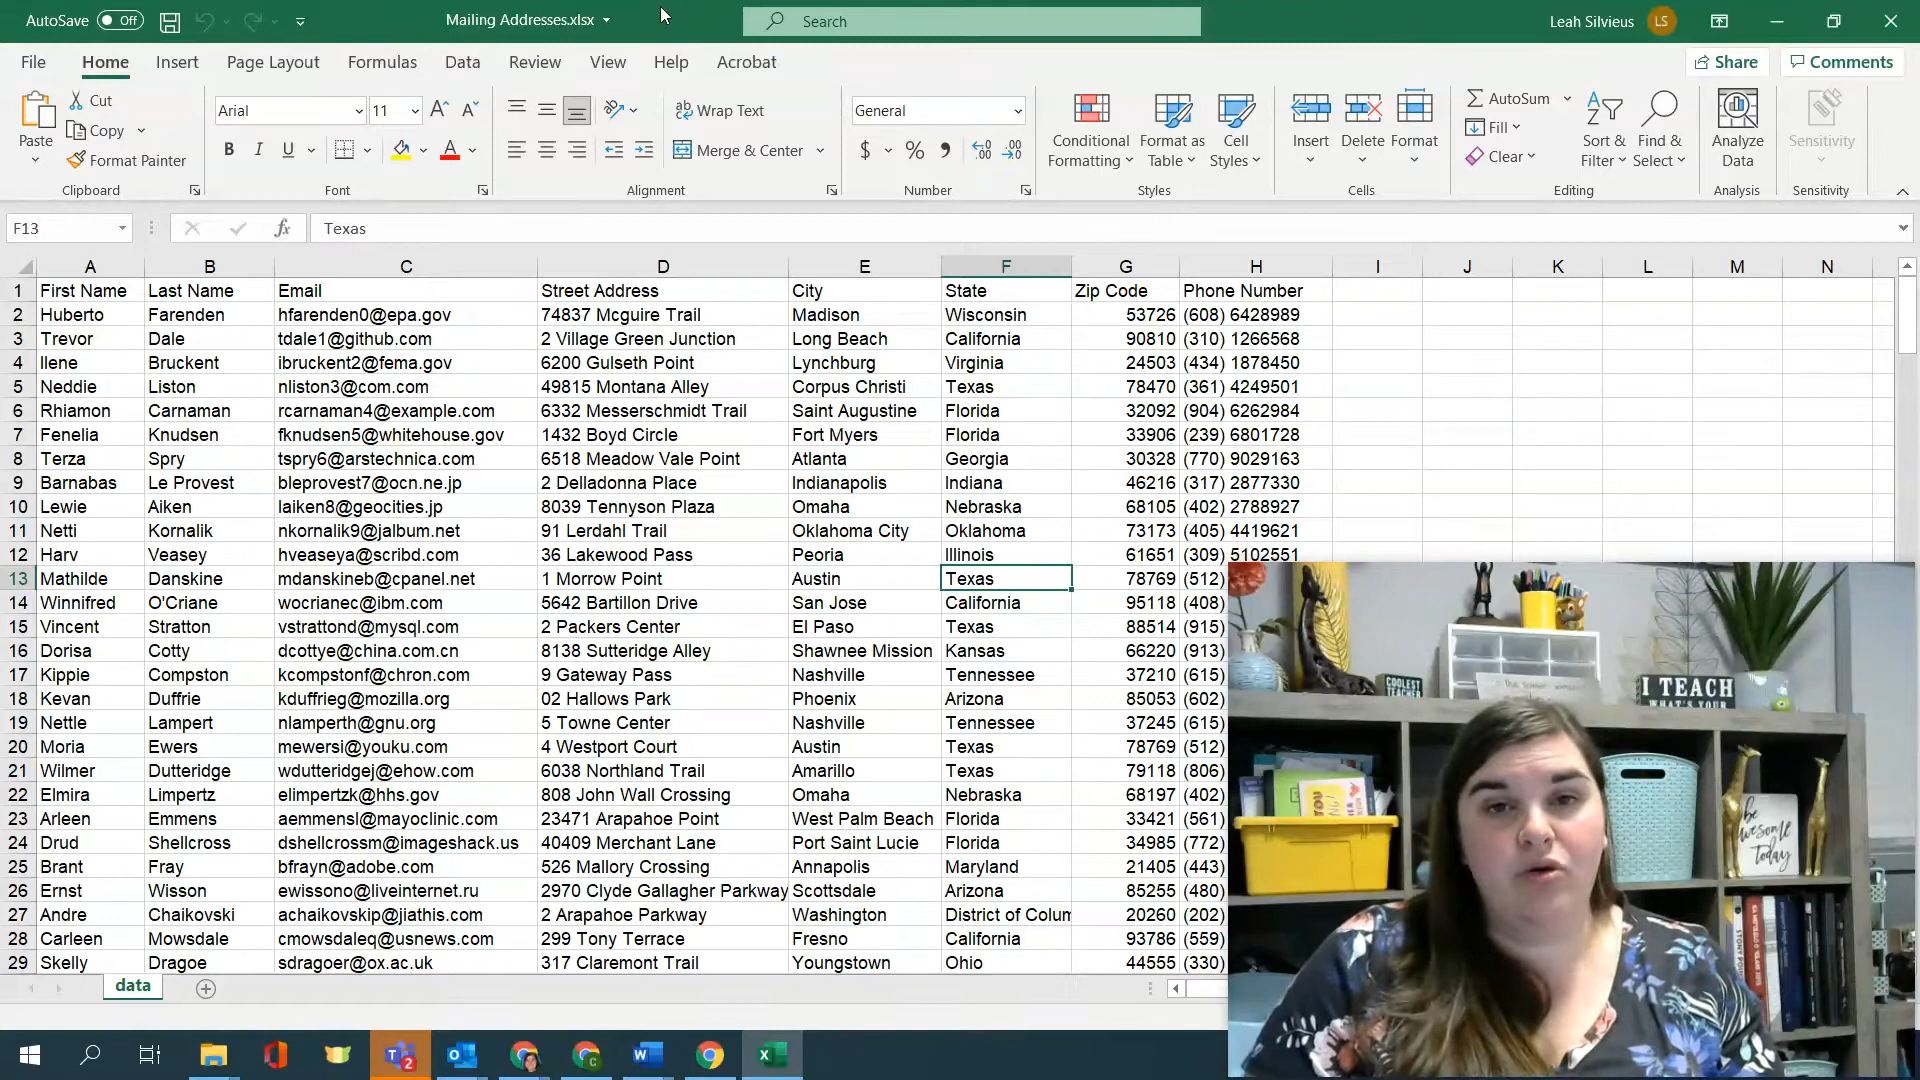 AutoSave Off Mailing Addresses.xlsx Search Leah Silvieus LS
File Home Insert Page Layout Formulas Data Review View Help Acrobat Share Comments
Paste Cut Copy Format Painter Clipboard
Arial 11 B I U A Font
Wrap Text Merge & Center Alignment
General $ % Number
Conditional Formatting Format as Table Cell Styles Styles
Insert Delete Format Cells
AutoSum Fill Clear Sort & Filter Find & Select Editing
Analyze Data Analysis
Sensitivity Sensitivity
F13 fx Texas
A B C D E F G H I J K L M N
1 First Name Last Name Email Street Address City State Zip Code Phone Number
2 Huberto Farenden hfarenden0@epa.gov 74837 Mcguire Trail Madison Wisconsin 53726 (608) 6428989
3 Trevor Dale tdale1@github.com 2 Village Green Junction Long Beach California 90810 (310) 1266568
4 Ilene Bruckent ibruckent2@fema.gov 6200 Gulseth Point Lynchburg Virginia 24503 (434) 1878450
5 Neddie Liston nliston3@com.com 49815 Montana Alley Corpus Christi Texas 78470 (361) 4249501
6 Rhiamon Carnaman rcarnaman4@example.com 6332 Messerschmidt Trail Saint Augustine Florida 32092 (904) 6262984
7 Fenelia Knudsen fknudsen5@whitehouse.gov 1432 Boyd Circle Fort Myers Florida 33906 (239) 6801728
8 Terza Spry tspry6@arstechnica.com 6518 Meadow Vale Point Atlanta Georgia 30328 (770) 9029163
9 Barnabas Le Provest bleprovest7@ocn.ne.jp 2 Delladonna Place Indianapolis Indiana 46216 (317) 2877330
10 Lewie Aiken laiken8@geocities.jp 8039 Tennyson Plaza Omaha Nebraska 68105 (402) 2788927
11 Netti Kornalik nkornalik9@jalbum.net 91 Lerdahl Trail Oklahoma City Oklahoma 73173 (405) 4419621
12 Harv Veasey hveaseya@scribd.com 36 Lakewood Pass Peoria Illinois 61651 (309) 5102551
13 Mathilde Danskine mdanskineb@cpanel.net 1 Morrow Point Austin Texas 78769 (512)
14 Winnifred O'Criane wocrianec@ibm.com 5642 Bartillon Drive San Jose California 95118 (408)
15 Vincent Stratton vstrattond@mysql.com 2 Packers Center El Paso Texas 88514 (915)
16 Dorisa Cotty dcottye@china.com.cn 8138 Sutteridge Alley Shawnee Mission Kansas 66220 (913)
17 Kippie Compston kcompstonf@chron.com 9 Gateway Pass Nashville Tennessee 37210 (615)
18 Kevan Duffrie kduffrieg@mozilla.org 02 Hallows Park Phoenix Arizona 85053 (602)
19 Nettle Lampert nlamperth@gnu.org 5 Towne Center Nashville Tennessee 37245 (615)
20 Moria Ewers mewersi@youku.com 4 Westport Court Austin Texas 78769 (512)
21 Wilmer Dutteridge wdutteridgej@ehow.com 6038 Northland Trail Amarillo Texas 79118 (806)
22 Elmira Limpertz elimpertzk@hhs.gov 808 John Wall Crossing Omaha Nebraska 68197 (402)
23 Arleen Emmens aemmensl@mayoclinic.com 23471 Arapahoe Point West Palm Beach Florida 33421 (561)
24 Drud Shellcross dshellcrossm@imageshack.us 40409 Merchant Lane Port Saint Lucie Florida 34985 (772)
25 Brant Fray bfrayn@adobe.com 526 Mallory Crossing Annapolis Maryland 21405 (443)
26 Ernst Wisson ewissono@liveinternet.ru 2970 Clyde Gallagher Parkway Scottsdale Arizona 85255 (480)
27 Andre Chaikovski achaikovskip@jiathis.com 2 Arapahoe Parkway Washington District of Colum 20260 (202)
28 Carleen Mowsdale cmowsdaleq@usnews.com 299 Tony Terrace Fresno California 93786 (559)
29 Skelly Dragoe sdragoer@ox.ac.uk 317 Claremont Trail Youngstown Ohio 44555 (330)
data
COOLEST
I TEACH
WHAT'S YOUR
be
awesome
today